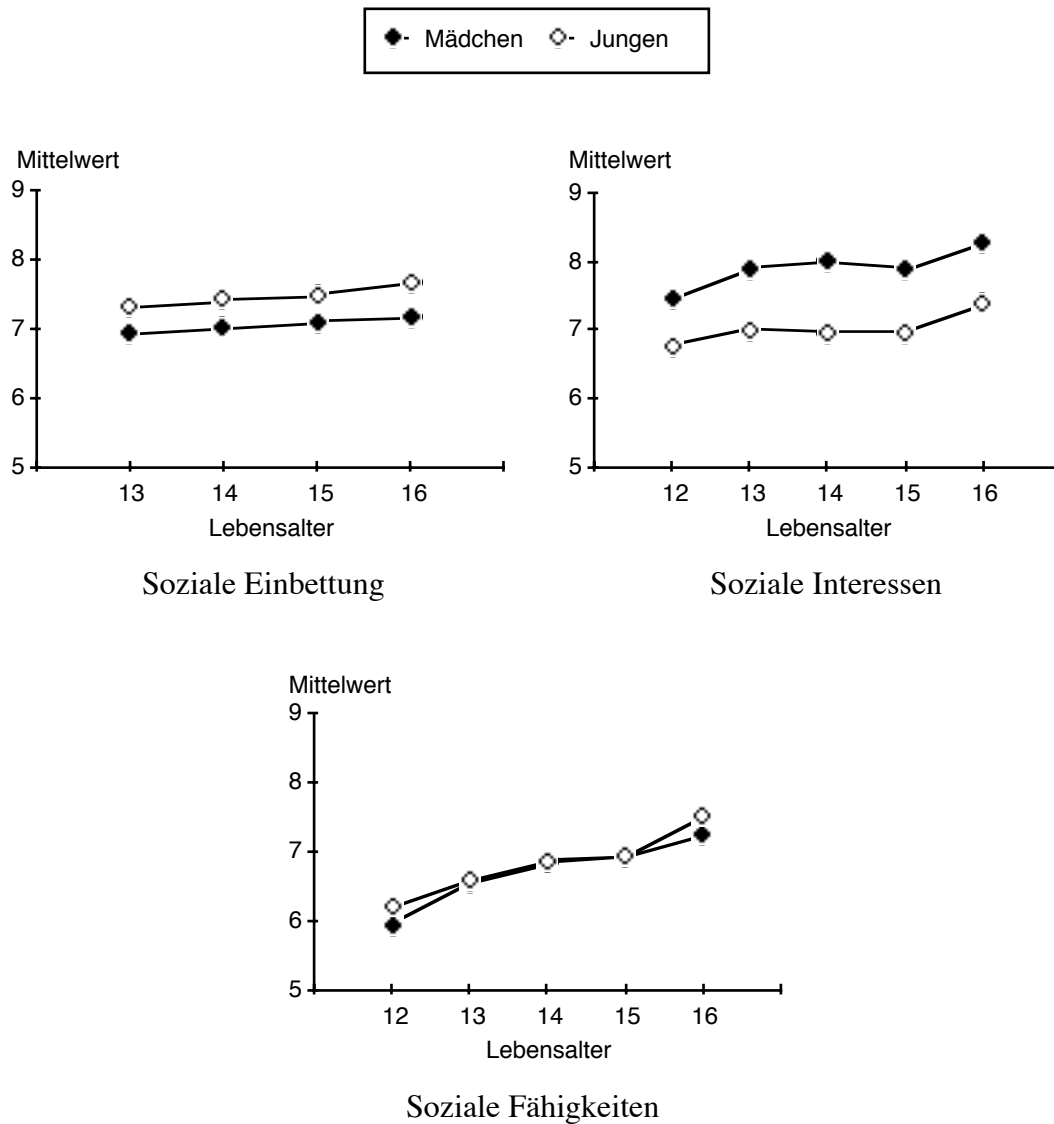 Mädchen Jungen
Mittelwert
9
8
7
6
5
13 14 15 16
Lebensalter
Soziale Einbettung
Mittelwert
9
8
7
6
5
12 13 14 15 16
Lebensalter
Soziale Interessen
Mittelwert
9
8
7
6
5
12 13 14 15 16
Lebensalter
Soziale Fähigkeiten